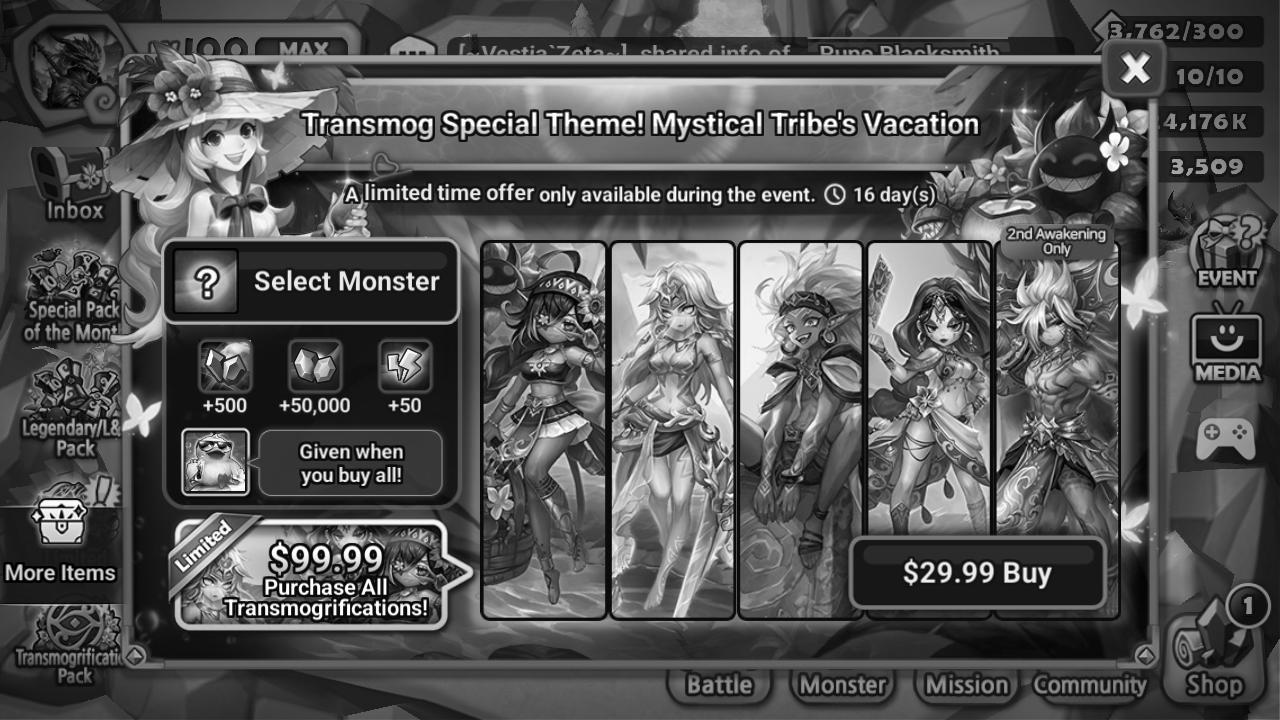 100 MAX
[~Vestia`Zeta~] shared info of Rune Blacksmith
3,762/300
10/10
4,176K
3,509
Transmog Special Theme! Mystical Tribe's Vacation
A limited time offer only available during the event. 16 day(s)
Inbox
Special Pack
of the Mont
Legendary/L&
Pack
More Items
Transmogrificati
Pack
? Select Monster
+500 +50,000 +50
Given when
you buy all!
Limited
$99.99
Purchase All
Transmogrifications!
2nd Awakening
Only
$29.99 Buy
?
EVENT
MEDIA
1
Battle
Monster
Mission
Community
Shop